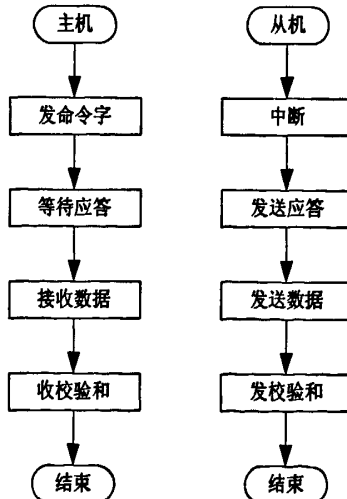 主机
发命令字
等待应答
接收数据
收校验和
结束
从机
中断
发送应答
发送数据
发校验和
结束